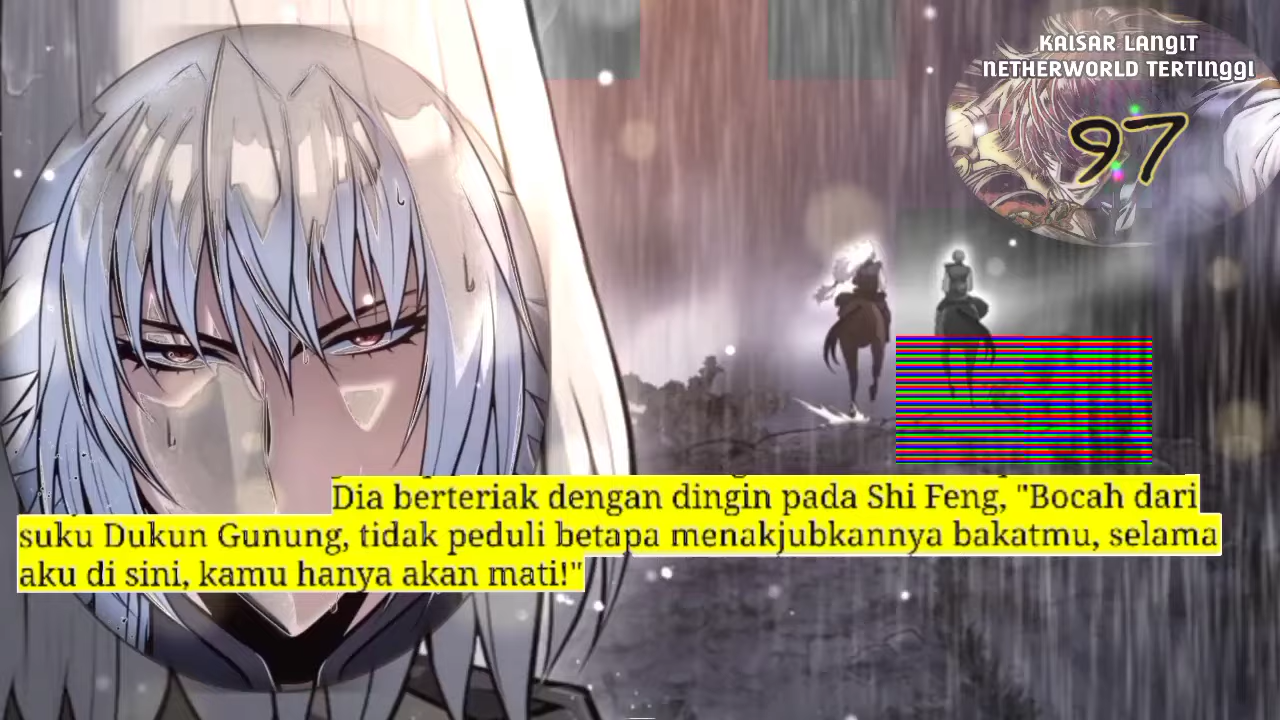 KAISAR LANGIT
NETHERWORLD TERTINGGI
97
Dia berteriak dengan dingin pada Shi Feng, "Bocah dari
suku Dukun Gunung, tidak peduli betapa menakjubkannya bakatmu, selama
aku di sini, kamu hanya akan mati!"